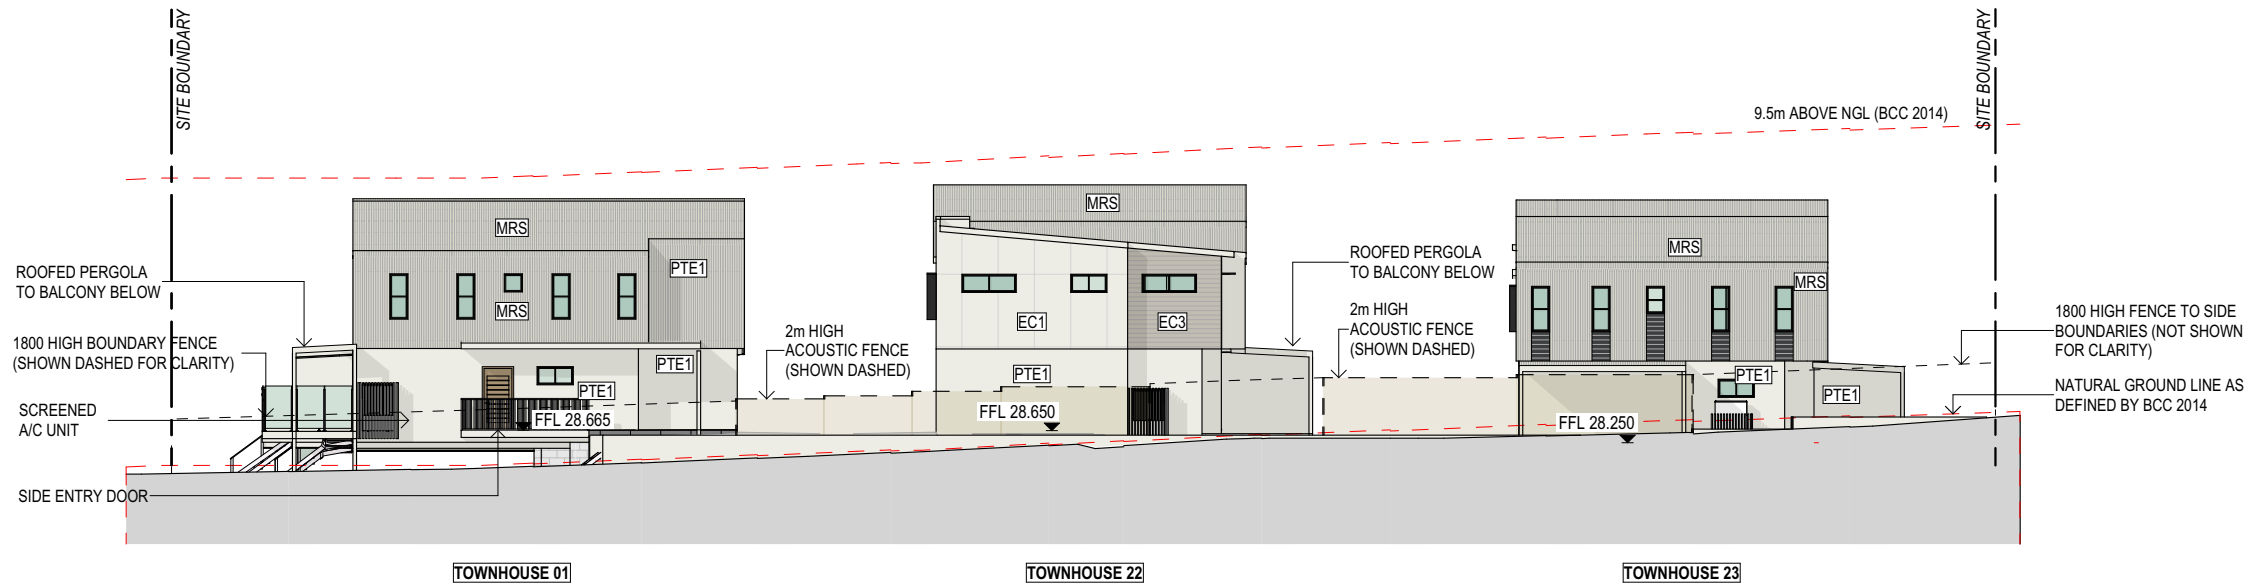 SITE BOUNDARY
SITE BOUNDARY
9.5m ABOVE NGL (BCC 2014)
MRS
MRS
PTE1
PTE1
PTE1
FFL 28.665
ROOFED PERGOLA
TO BALCONY BELOW
1800 HIGH BOUNDARY FENCE
(SHOWN DASHED FOR CLARITY)
SCREENED
A/C UNIT
SIDE ENTRY DOOR
2m HIGH
ACOUSTIC FENCE
(SHOWN DASHED)
MRS
EC1
EC3
PTE1
FFL 28.650
ROOFED PERGOLA
TO BALCONY BELOW
2m HIGH
ACOUSTIC FENCE
(SHOWN DASHED)
MRS
MRS
PTE1
PTE1
FFL 28.250
1800 HIGH FENCE TO SIDE
BOUNDARIES (NOT SHOWN
FOR CLARITY)
NATURAL GROUND LINE AS
DEFINED BY BCC 2014
TOWNHOUSE 01
TOWNHOUSE 22
TOWNHOUSE 23